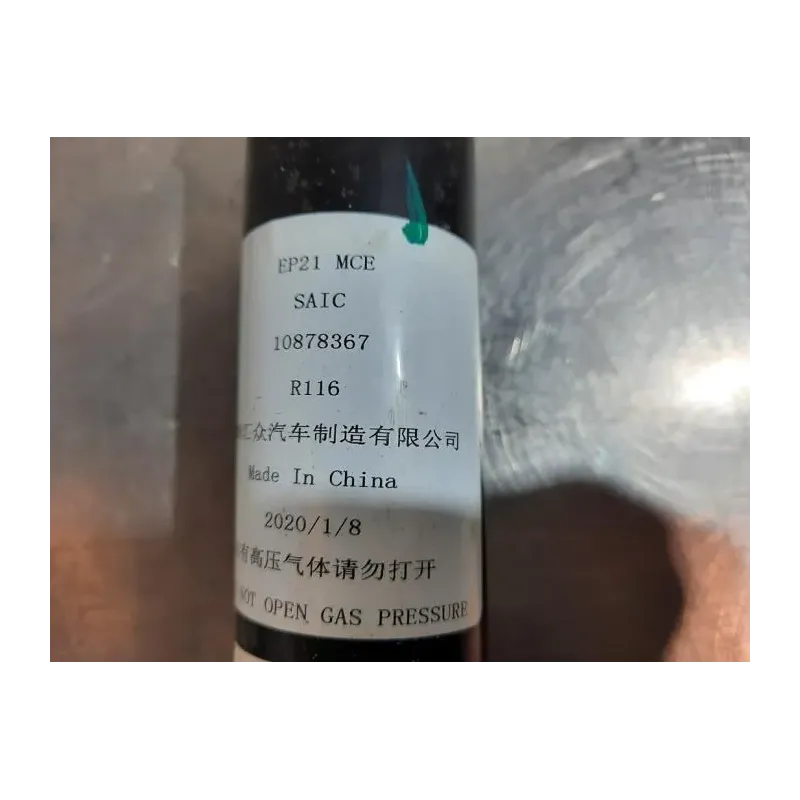 EP21 MCE
SAIC
10878367
R116
汇众汽车制造有限公司
Made In China
2020/1/8
有高压气体请勿打开
NOT OPEN GAS PRESSURE